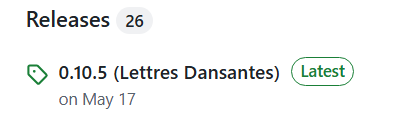 Releases 26
0.10.5 (Lettres Dansantes) Latest
on May 17